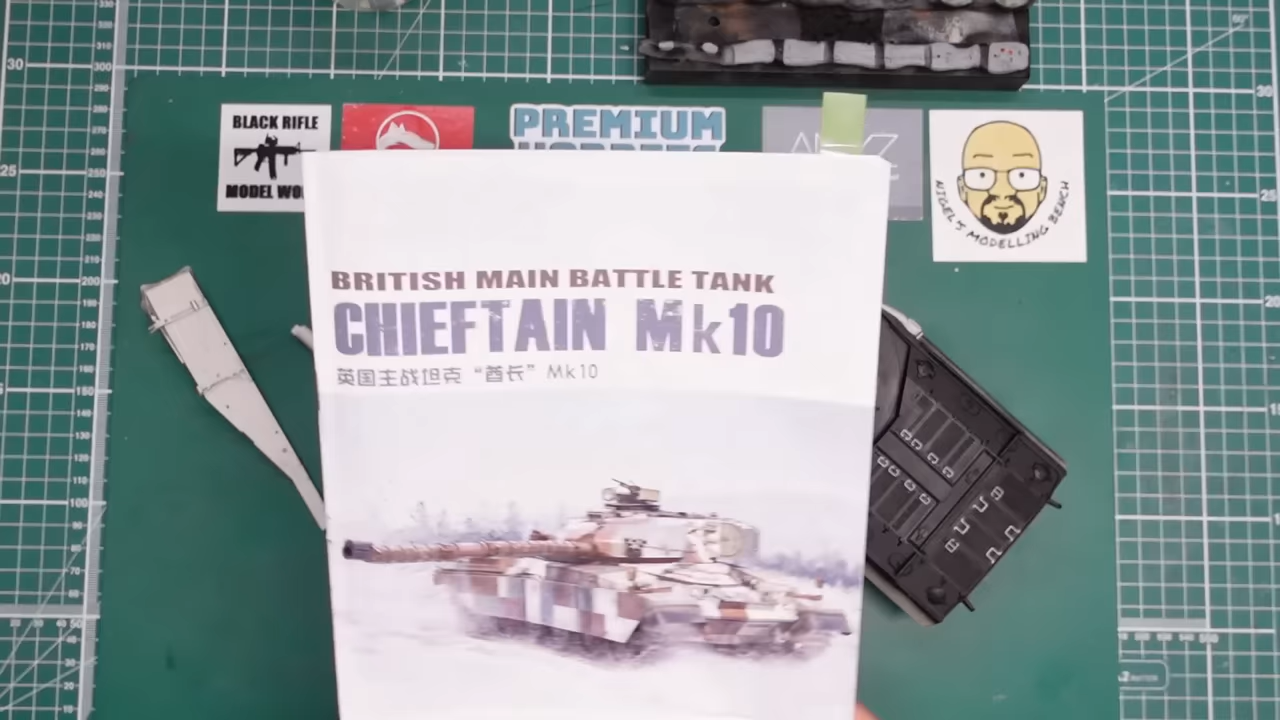 BLACK RIFLE
MODEL WO
PREMIUM
NIGEL'S MODELLING BENCH
BRITISH MAIN BATTLE TANK
CHIEFTAIN Mk10
英国主战坦克 “酋长” Mk10